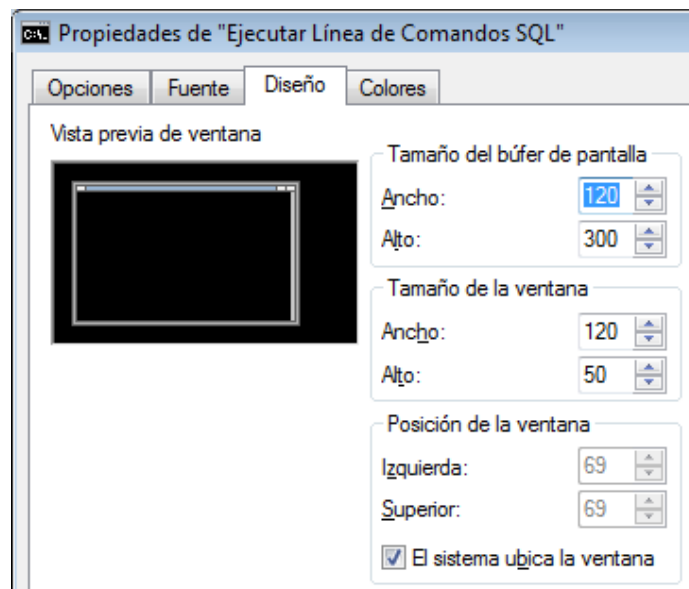 Propiedades de "Ejecutar Línea de Comandos SQL"
Opciones Fuente Diseño Colores
Vista previa de ventana
Tamaño del búfer de pantalla
Ancho: 120
Alto: 300
Tamaño de la ventana
Ancho: 120
Alto: 50
Posición de la ventana
Izquierda: 69
Superior: 69
El sistema ubica la ventana